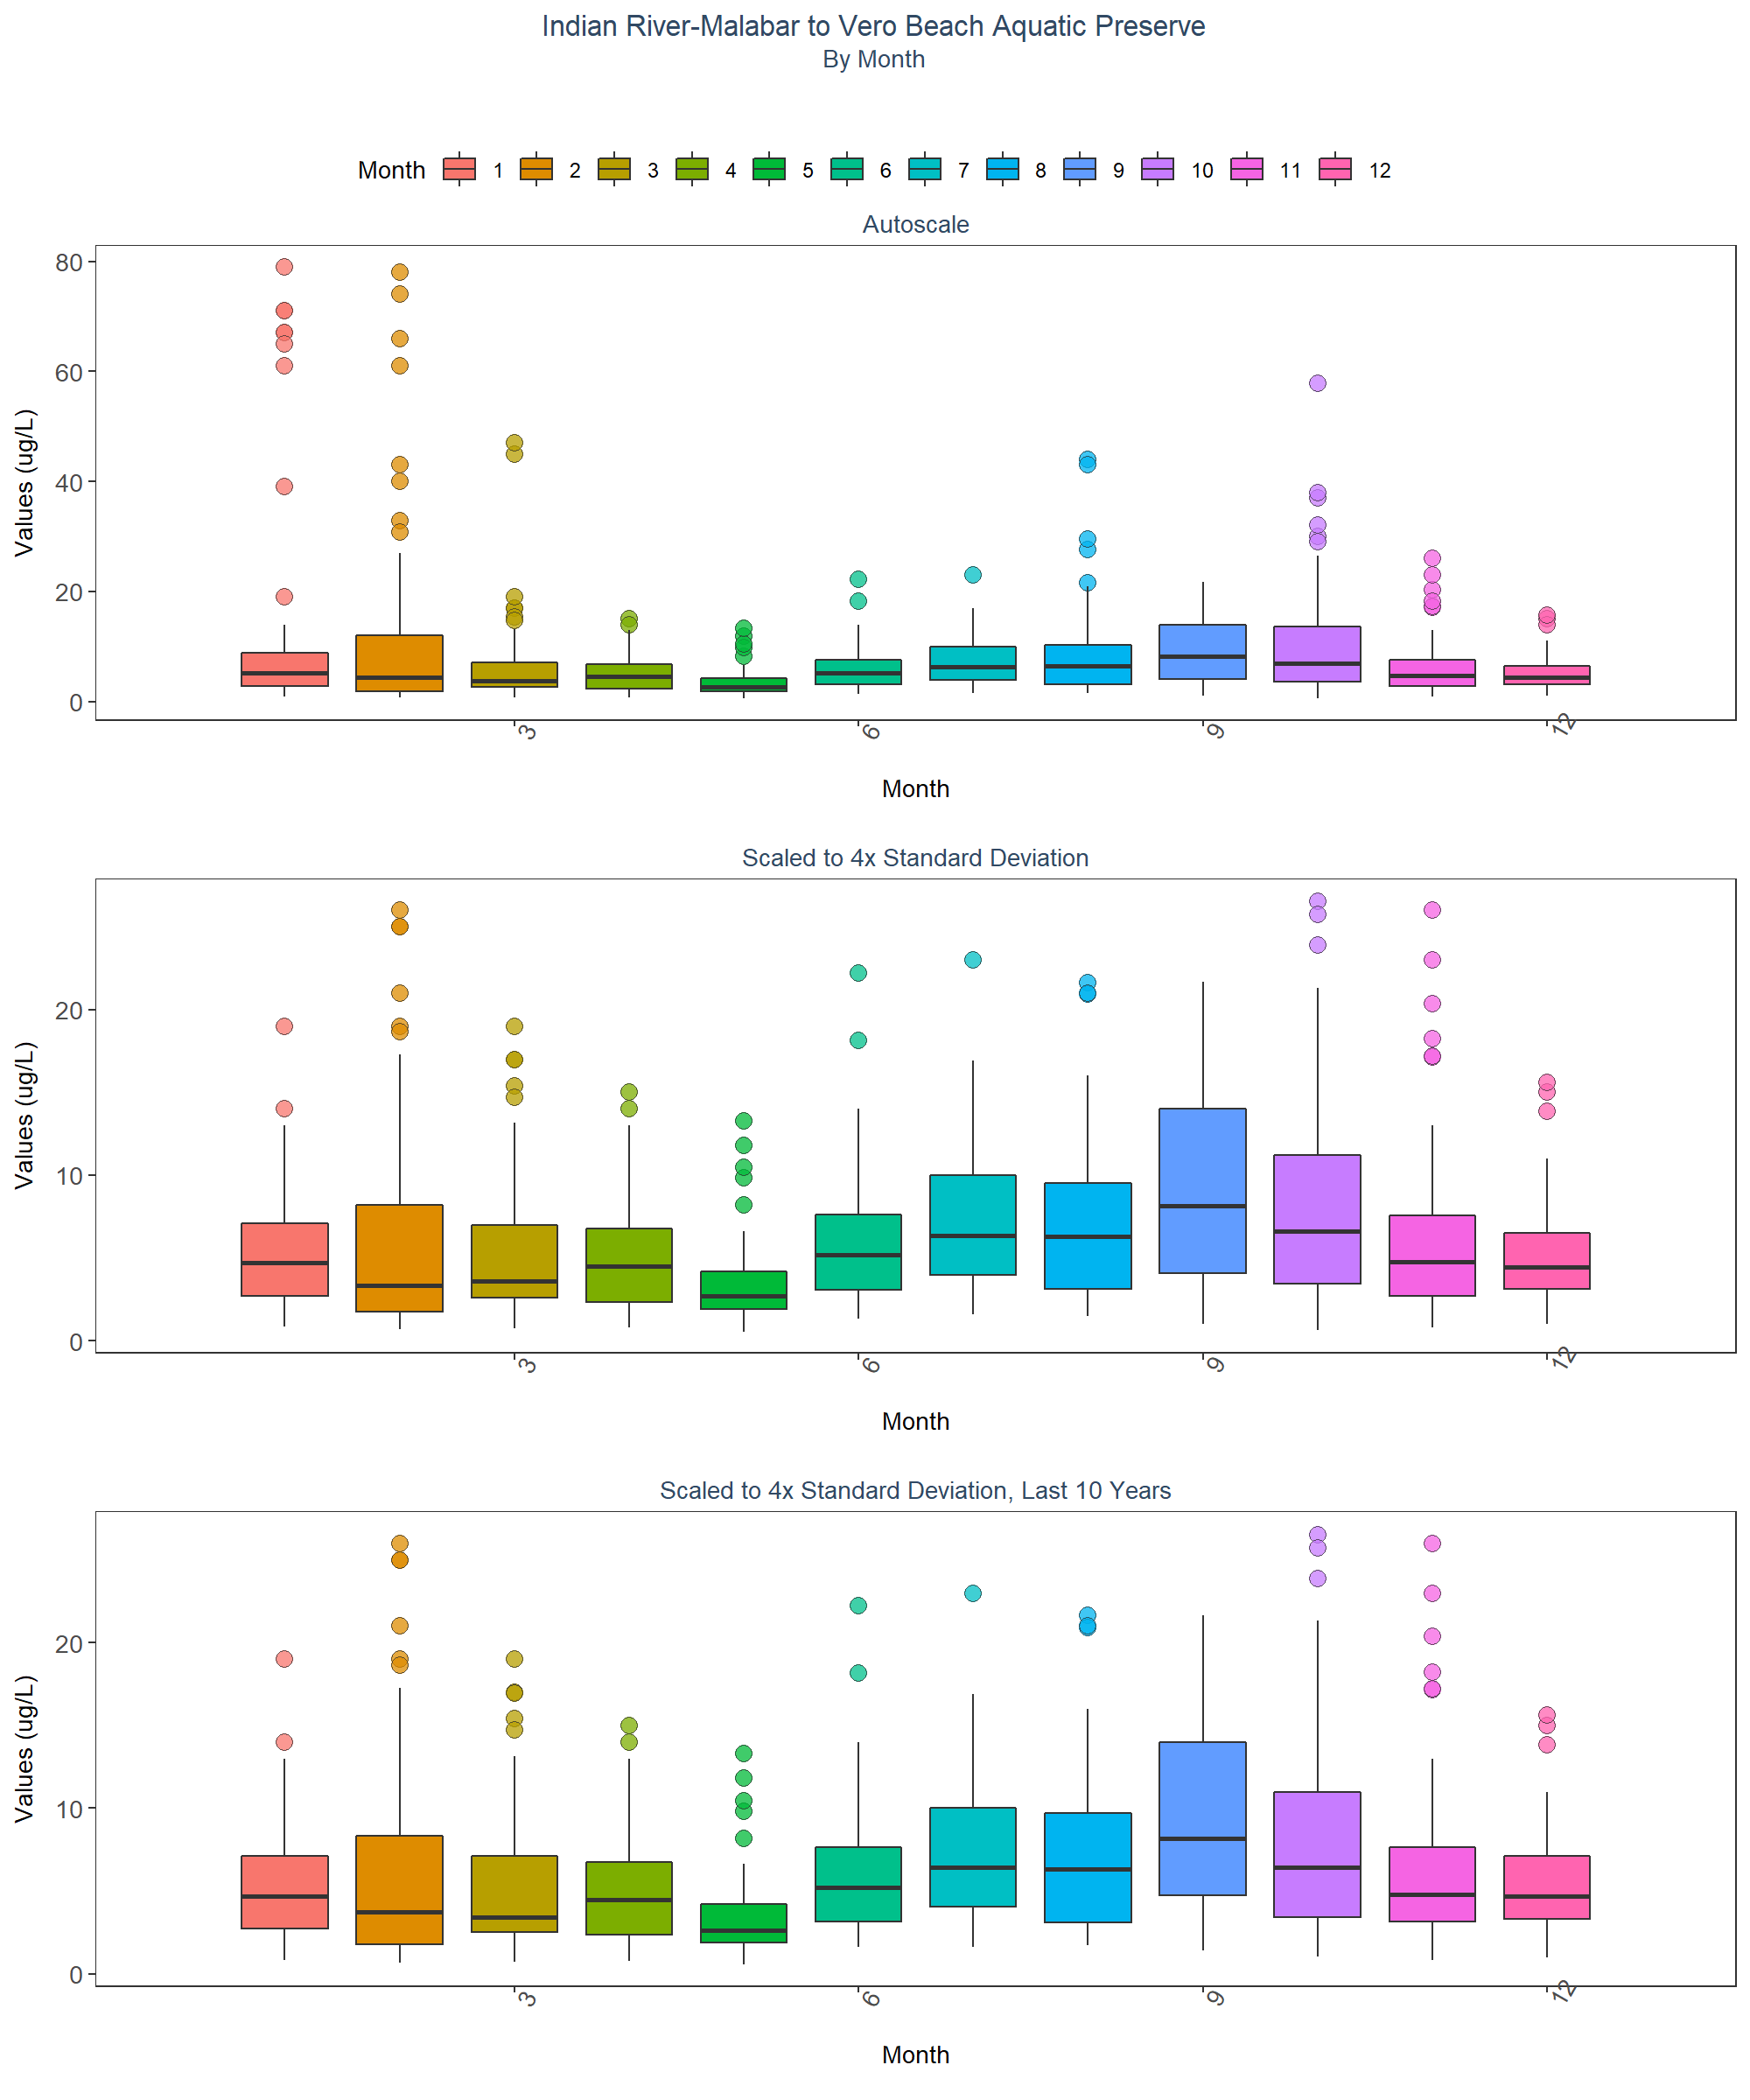 Indian River-Malabar to Vero Beach Aquatic Preserve
By Month
Month 1 2 3 4 5 6 7 8 9 10 11 12
Autoscale
Values (ug/L)
80
60
40
20
0
3 6 9 12
Month
Scaled to 4x Standard Deviation
Values (ug/L)
20
10
0
3 6 9 12
Month
Scaled to 4x Standard Deviation, Last 10 Years
Values (ug/L)
20
10
0
3 6 9 12
Month